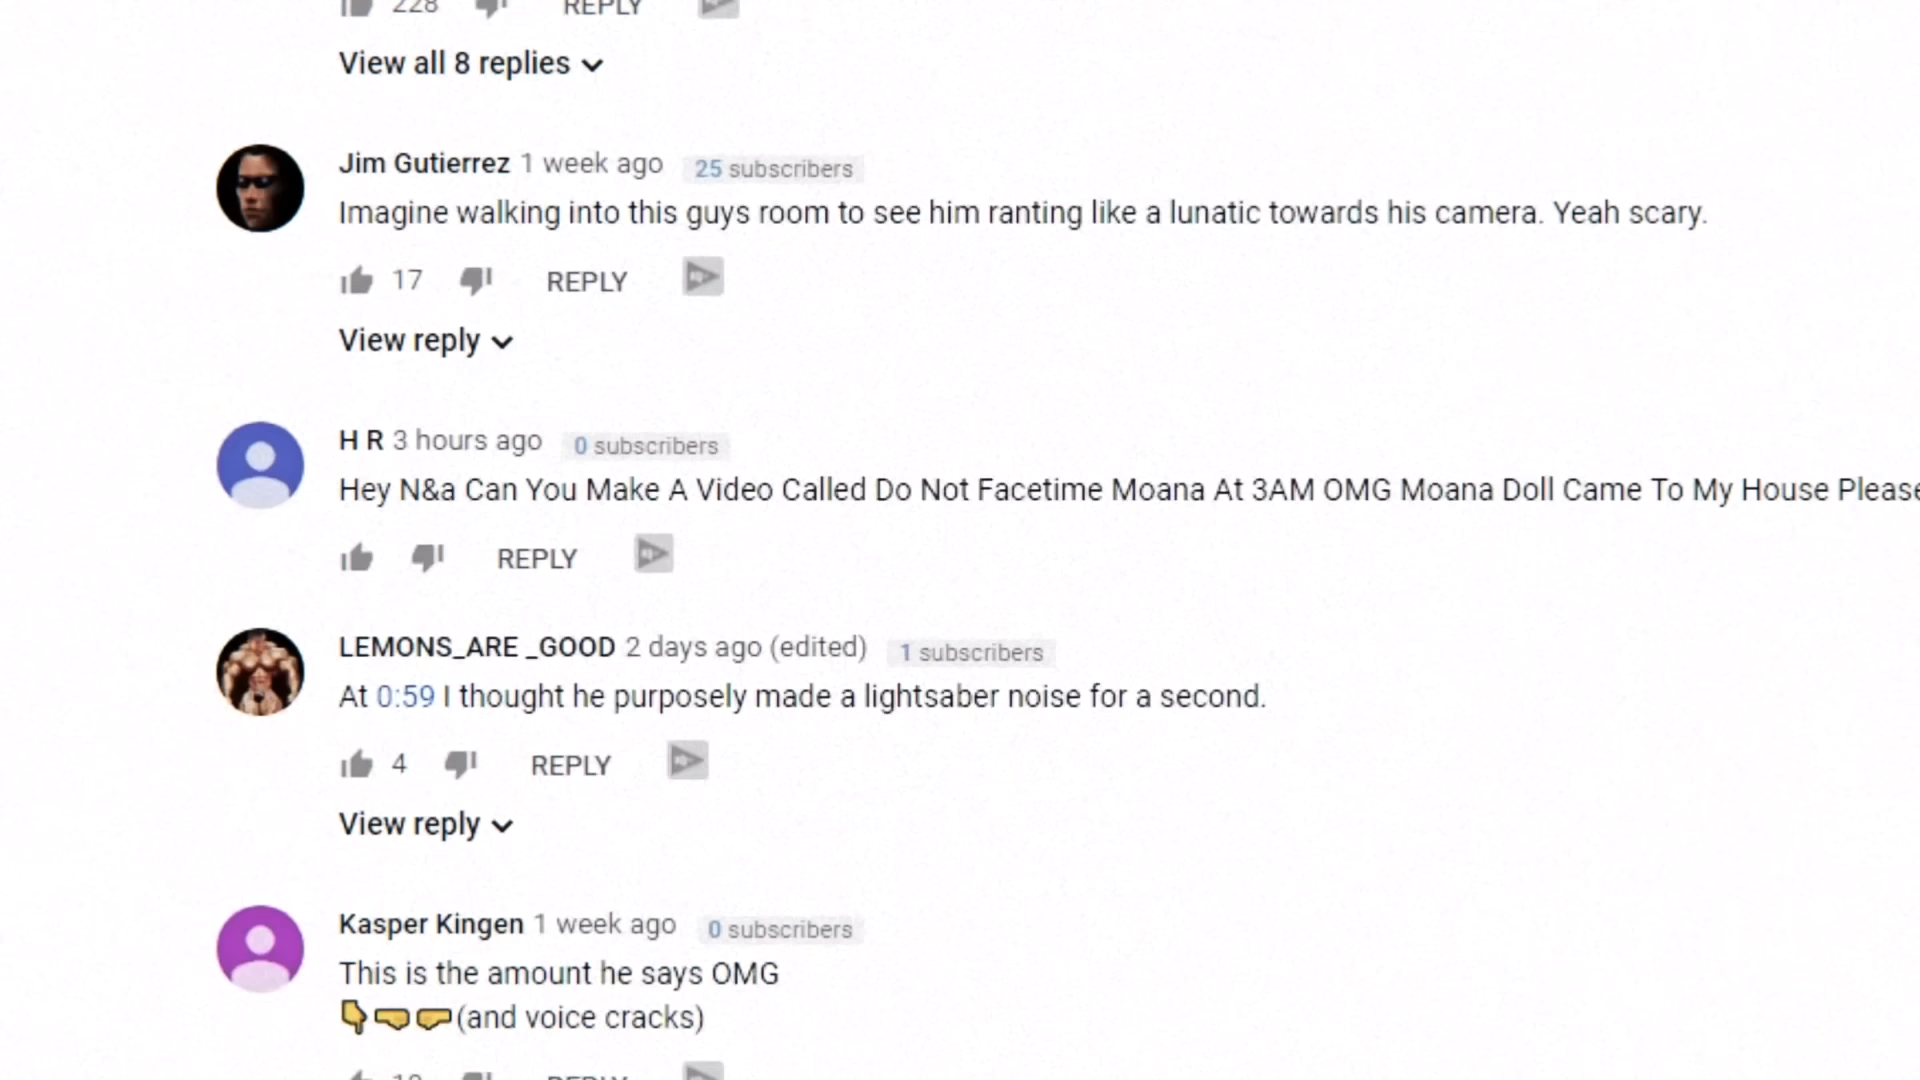 228 REPLY
View all 8 replies
Jim Gutierrez 1 week ago 25 subscribers
Imagine walking into this guys room to see him ranting like a lunatic towards his camera. Yeah scary.
17 REPLY
View reply
H R 3 hours ago 0 subscribers
Hey N&a Can You Make A Video Called Do Not Facetime Moana At 3AM OMG Moana Doll Came To My House Please
REPLY
LEMONS_ARE _GOOD 2 days ago (edited) 1 subscribers
At 0:59 I thought he purposely made a lightsaber noise for a second.
4 REPLY
View reply
Kasper Kingen 1 week ago 0 subscribers
This is the amount he says OMG
👇🤜🤛(and voice cracks)
REPLY